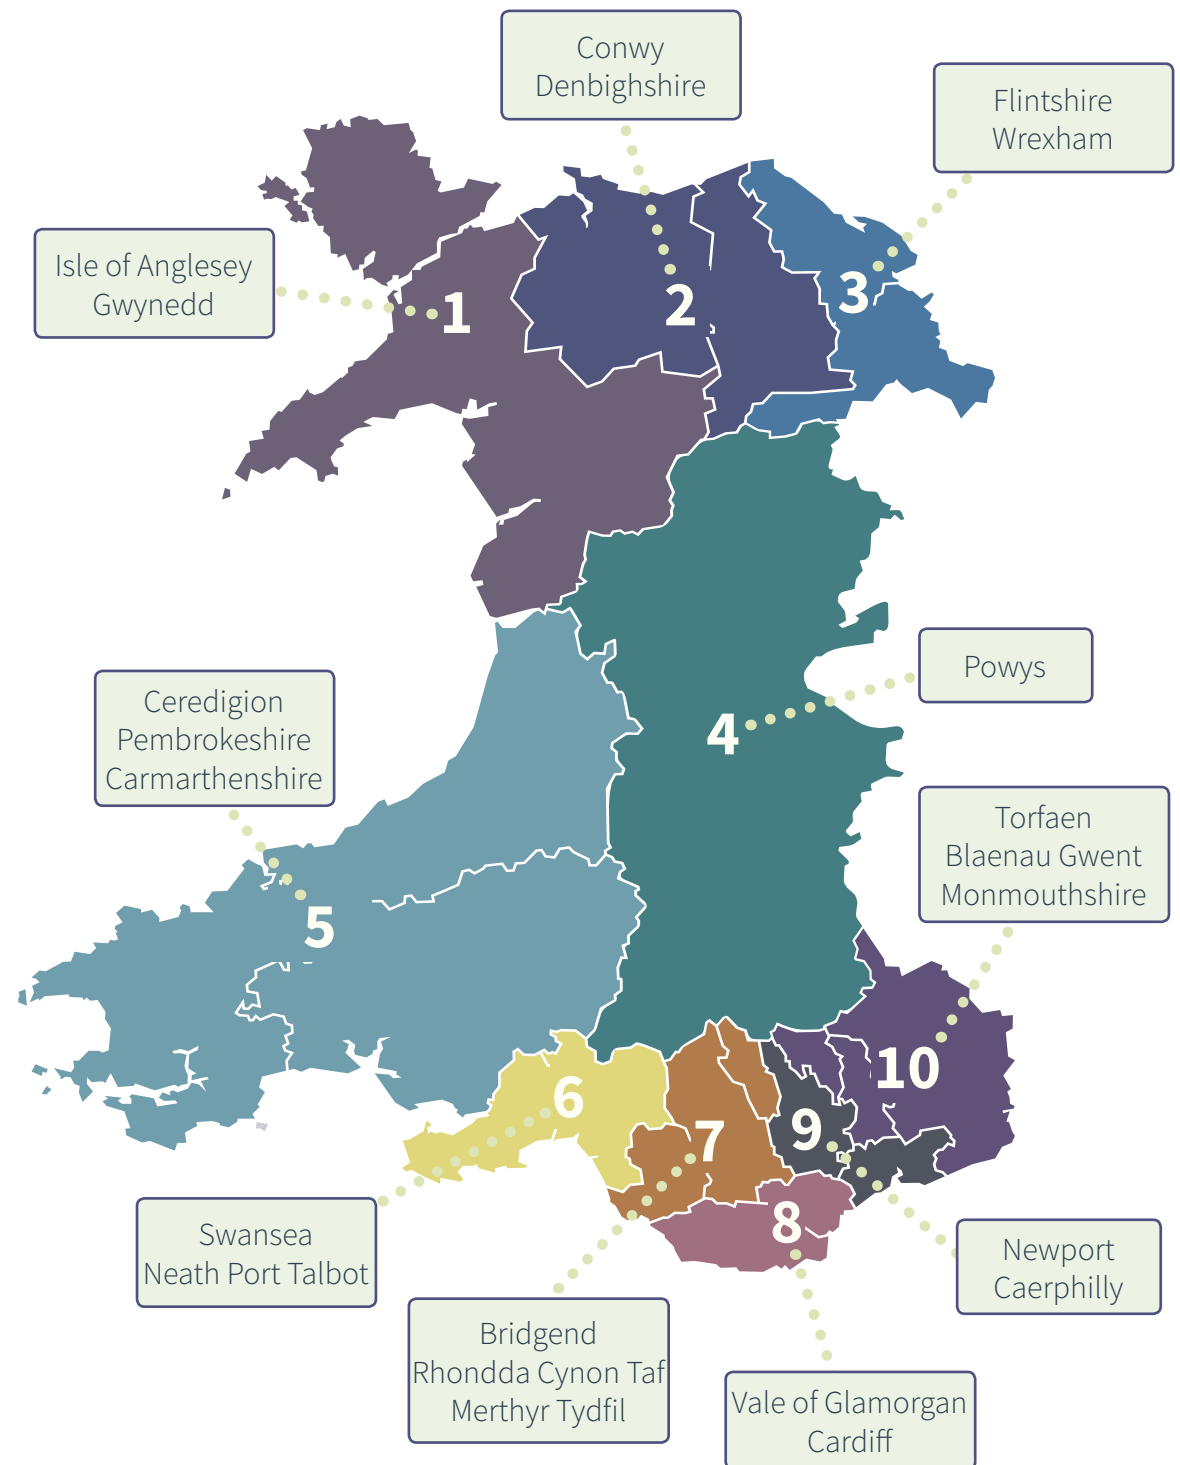 Conwy
Denbighshire
Flintshire
Wrexham
Isle of Anglesey
Gwynedd
1
2
3
Powys
4
Ceredigion
Pembrokeshire
Carmarthenshire
5
Torfaen
Blaenau Gwent
Monmouthshire
10
6
7
9
8
Swansea
Neath Port Talbot
Newport
Caerphilly
Bridgend
Rhondda Cynon Taf
Merthyr Tydfil
Vale of Glamorgan
Cardiff